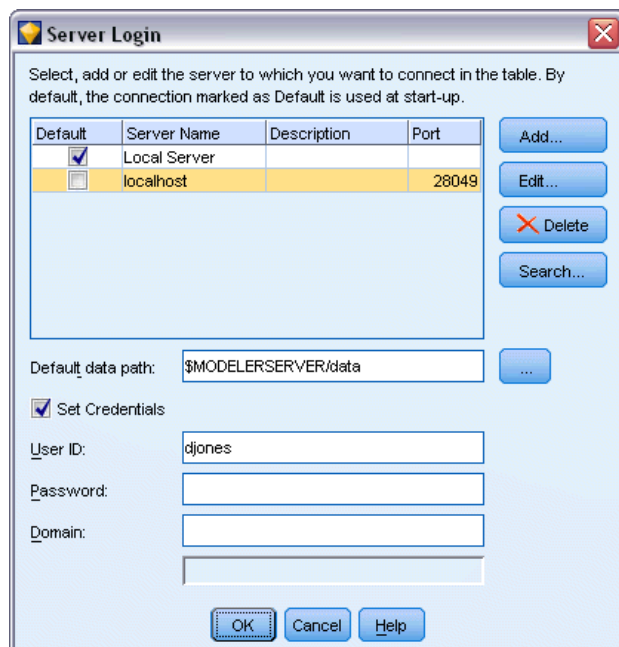 Server Login
Select, add or edit the server to which you want to connect in the table. By
default, the connection marked as Default is used at start-up.
Default Server Name Description Port
Local Server
localhost 28049
Add...
Edit...
Delete
Search...
Default data path: $MODELERSERVER/data ...
Set Credentials
User ID: djones
Password:
Domain:
OK Cancel Help